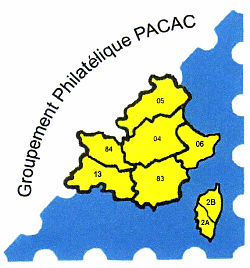 Groupement Philatélique PACAC
05
04
06
84
13
83
2B
2A